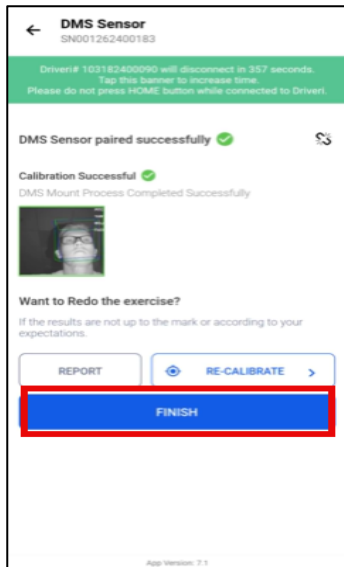 DMS Sensor
SN001262400183
Driveri# 103182400090 will disconnect in 357 seconds.
Tap this banner to increase time.
Please do not press HOME button while connected to Driveri.
DMS Sensor paired successfully
Calibration Successful
DMS Mount Process Completed Successfully
Want to Redo the exercise?
If the results are not up to the mark or according to your
expectations.
REPORT
RE-CALIBRATE
FINISH
App Version: 7.1